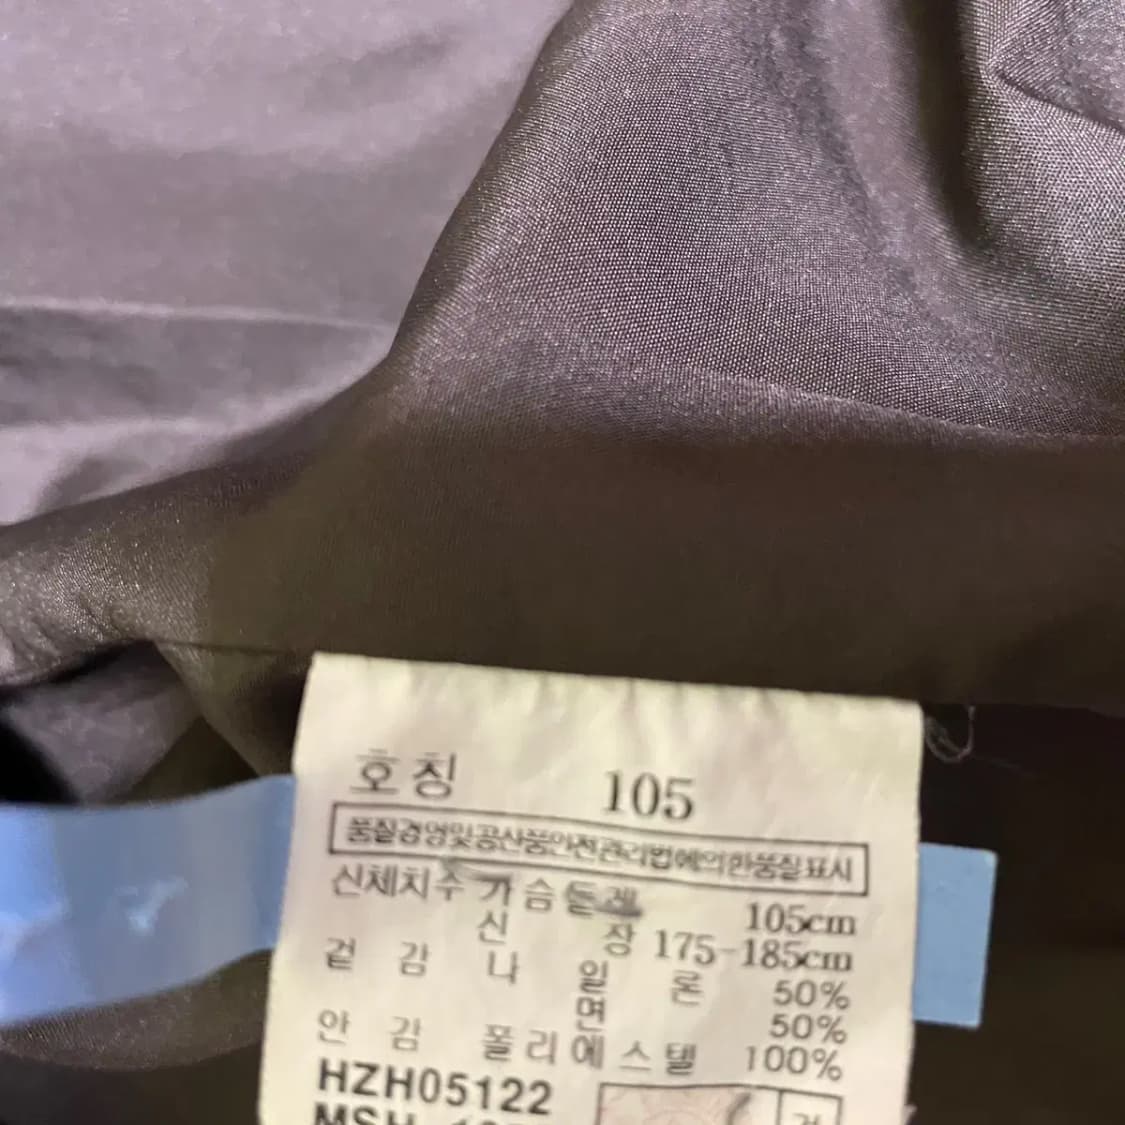 호칭 105
품질경영및공산품안전관리법에의한품질표시
신체치수 가슴둘레 105cm
신장 175-185cm
겉감 나일론 50%
면 50%
안감 폴리에스텔 100%
HZH05122
MSH
검